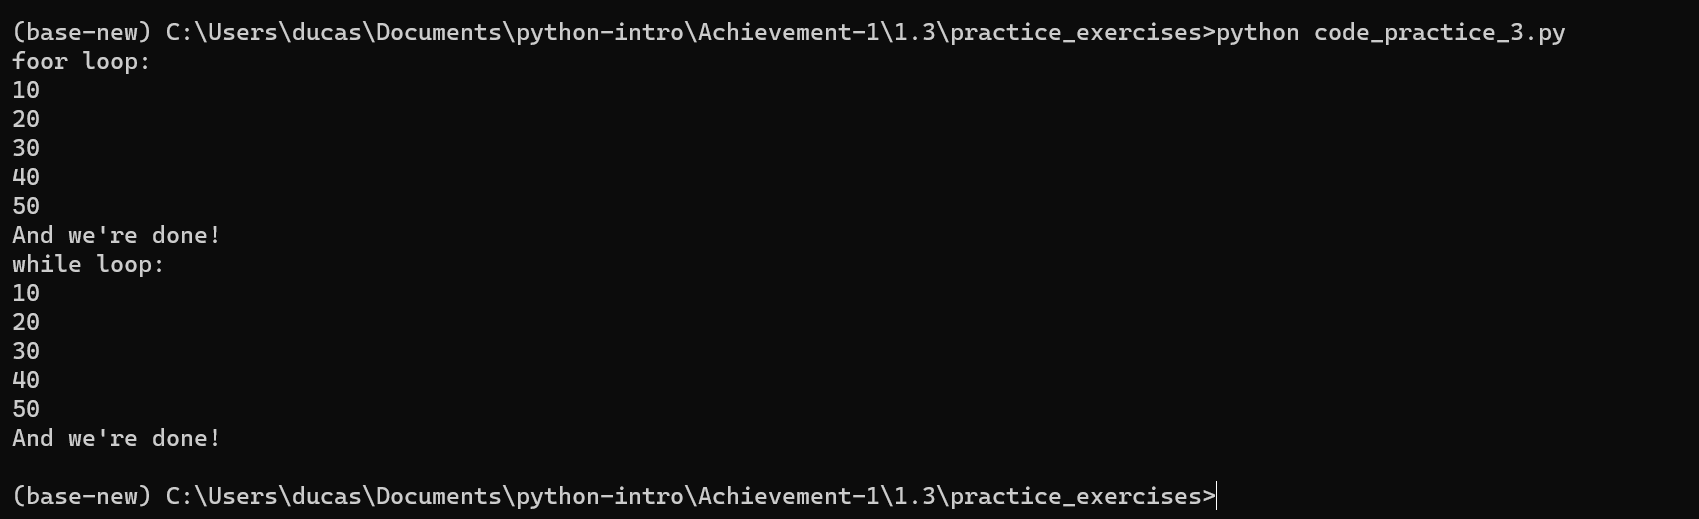 (base-new) C:\Users\ducas\Documents\python-intro\Achievement-1\1.3\practice_exercises>python code_practice_3.py
foor loop:
10
20
30
40
50
And we're done!
while loop:
10
20
30
40
50
And we're done!
(base-new) C:\Users\ducas\Documents\python-intro\Achievement-1\1.3\practice_exercises>